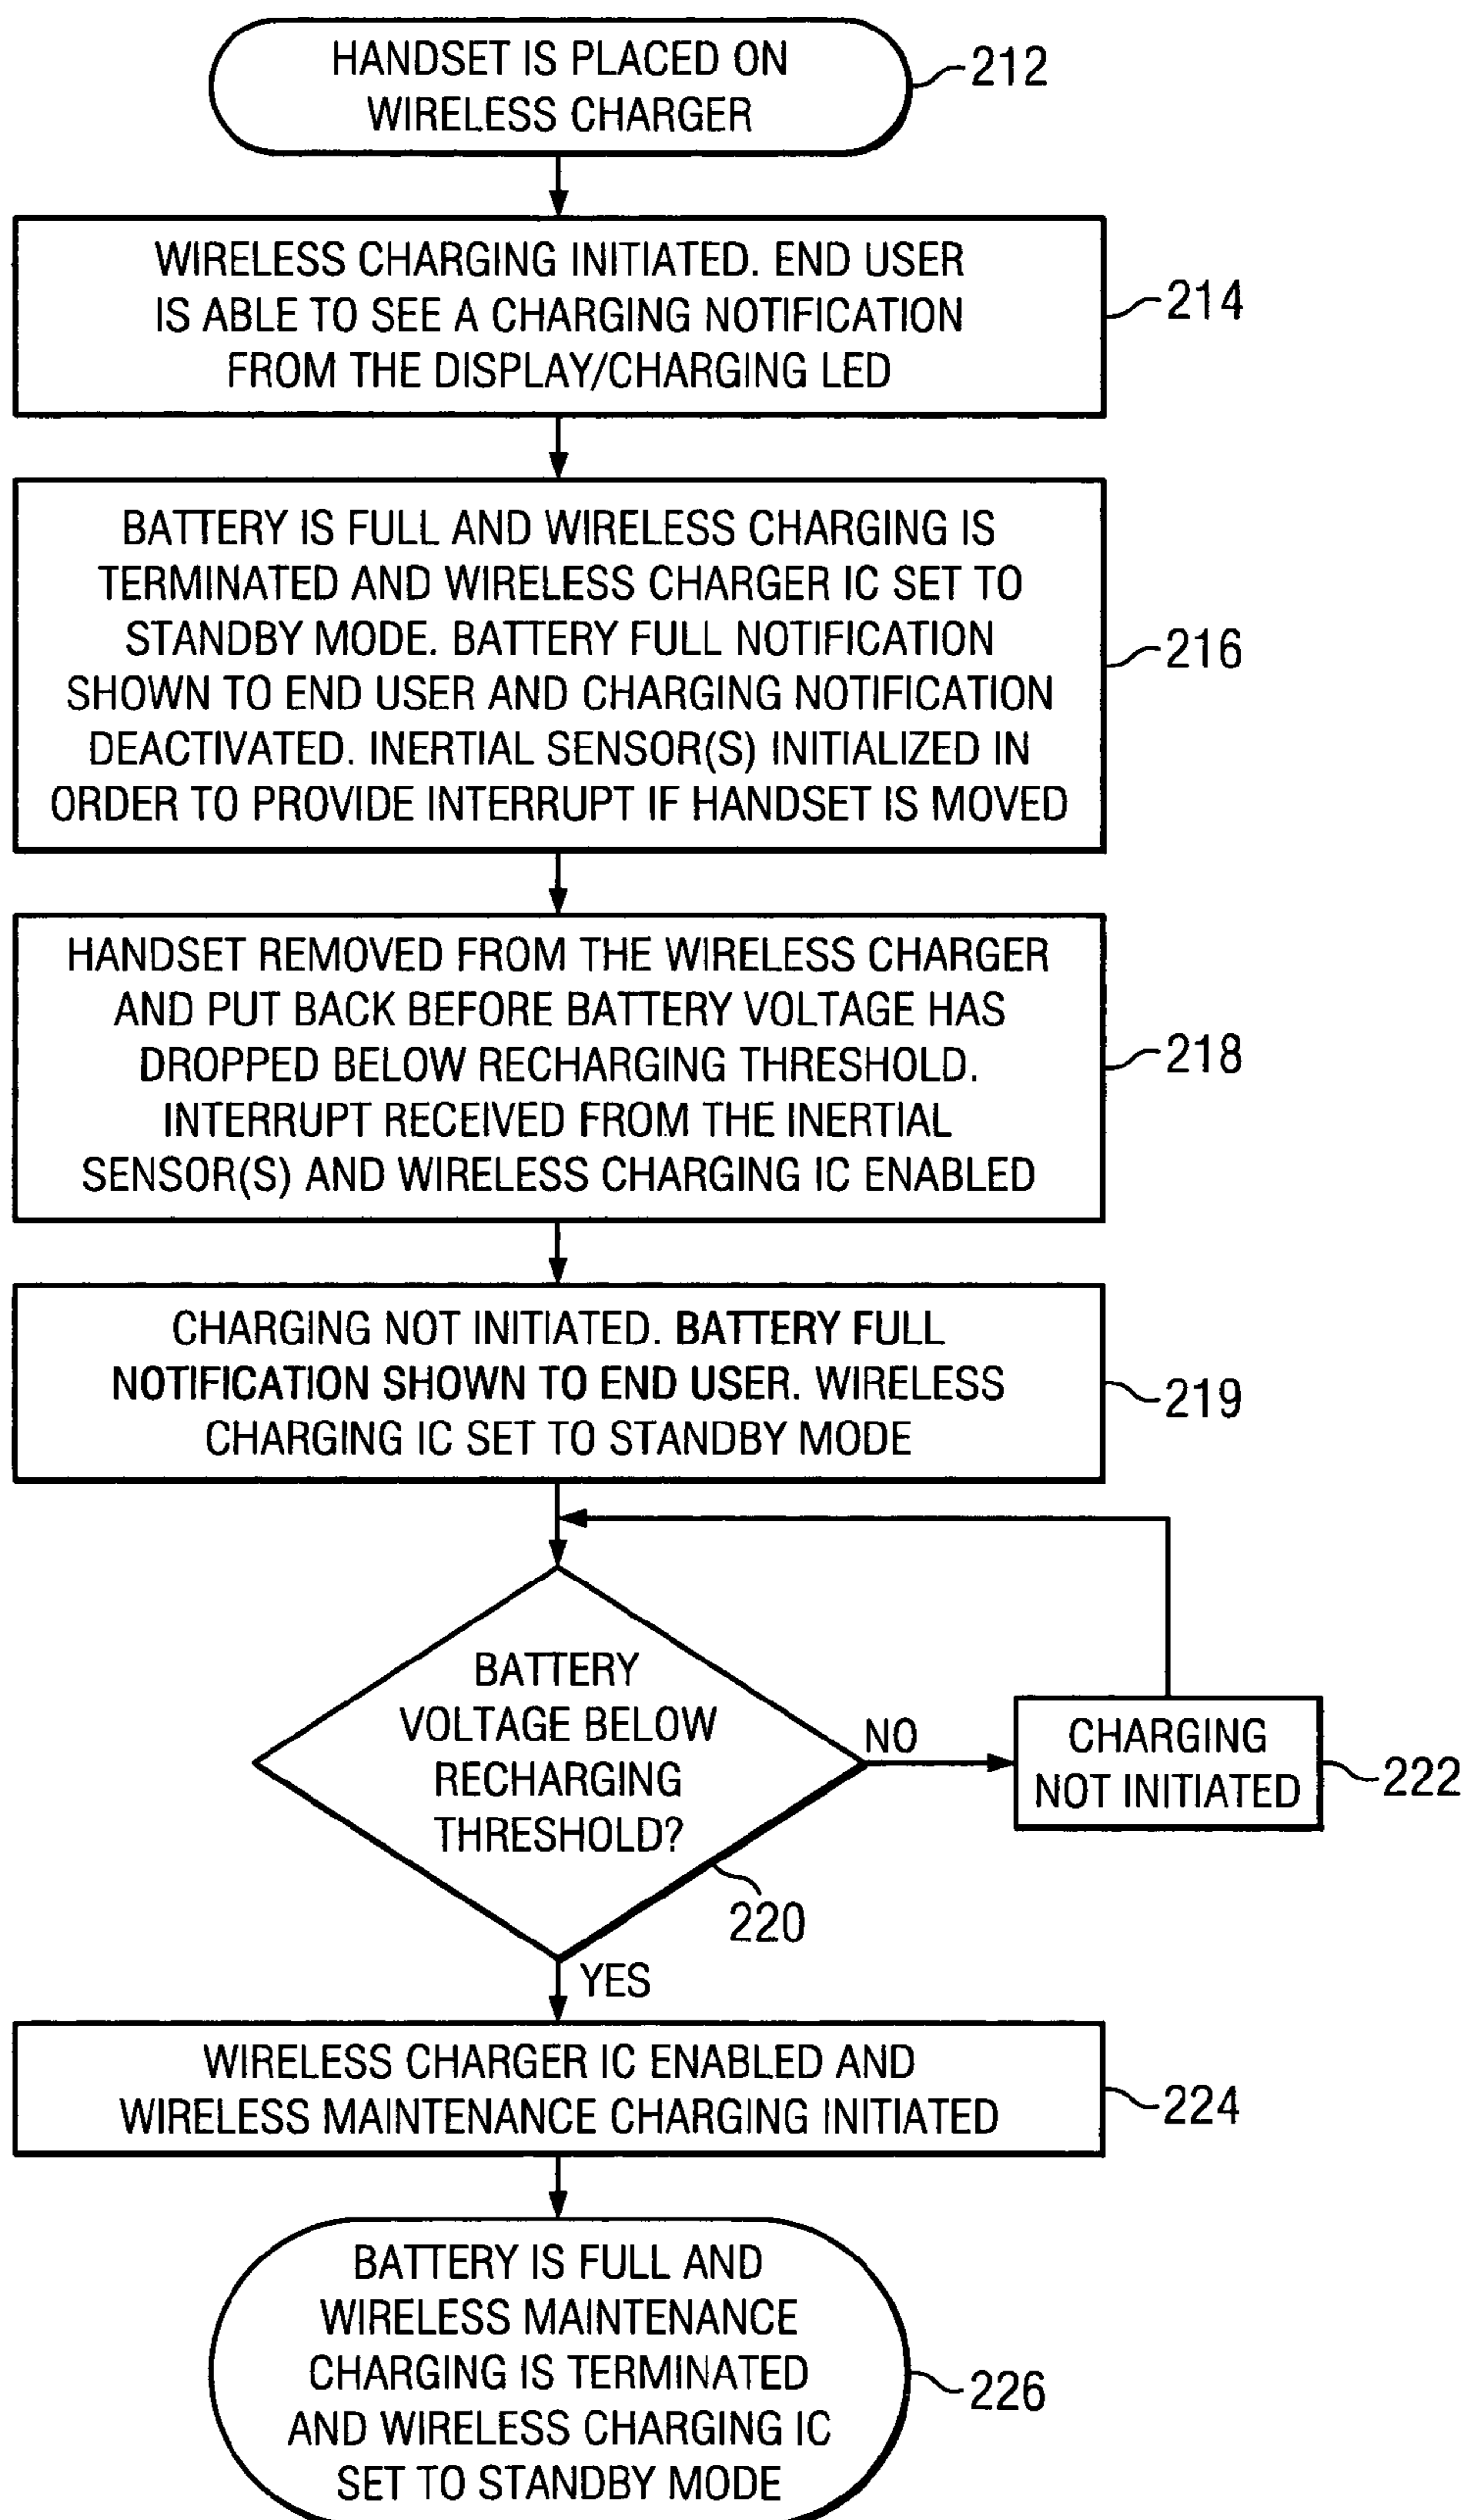 HANDSET IS PLACED ON
WIRELESS CHARGER
212
WIRELESS CHARGING INITIATED. END USER
IS ABLE TO SEE A CHARGING NOTIFICATION
FROM THE DISPLAY/CHARGING LED
214
BATTERY IS FULL AND WIRELESS CHARGING IS
TERMINATED AND WIRELESS CHARGER IC SET TO
STANDBY MODE. BATTERY FULL NOTIFICATION
SHOWN TO END USER AND CHARGING NOTIFICATION
DEACTIVATED. INERTIAL SENSOR(S) INITIALIZED IN
ORDER TO PROVIDE INTERRUPT IF HANDSET IS MOVED
216
HANDSET REMOVED FROM THE WIRELESS CHARGER
AND PUT BACK BEFORE BATTERY VOLTAGE HAS
DROPPED BELOW RECHARGING THRESHOLD.
INTERRUPT RECEIVED FROM THE INERTIAL
SENSOR(S) AND WIRELESS CHARGING IC ENABLED
218
CHARGING NOT INITIATED. BATTERY FULL
NOTIFICATION SHOWN TO END USER. WIRELESS
CHARGING IC SET TO STANDBY MODE
219
BATTERY
VOLTAGE BELOW
RECHARGING
THRESHOLD?
220
NO
CHARGING
NOT INITIATED
222
YES
WIRELESS CHARGER IC ENABLED AND
WIRELESS MAINTENANCE CHARGING INITIATED
224
BATTERY IS FULL AND
WIRELESS MAINTENANCE
CHARGING IS TERMINATED
AND WIRELESS CHARGING IC
SET TO STANDBY MODE
226